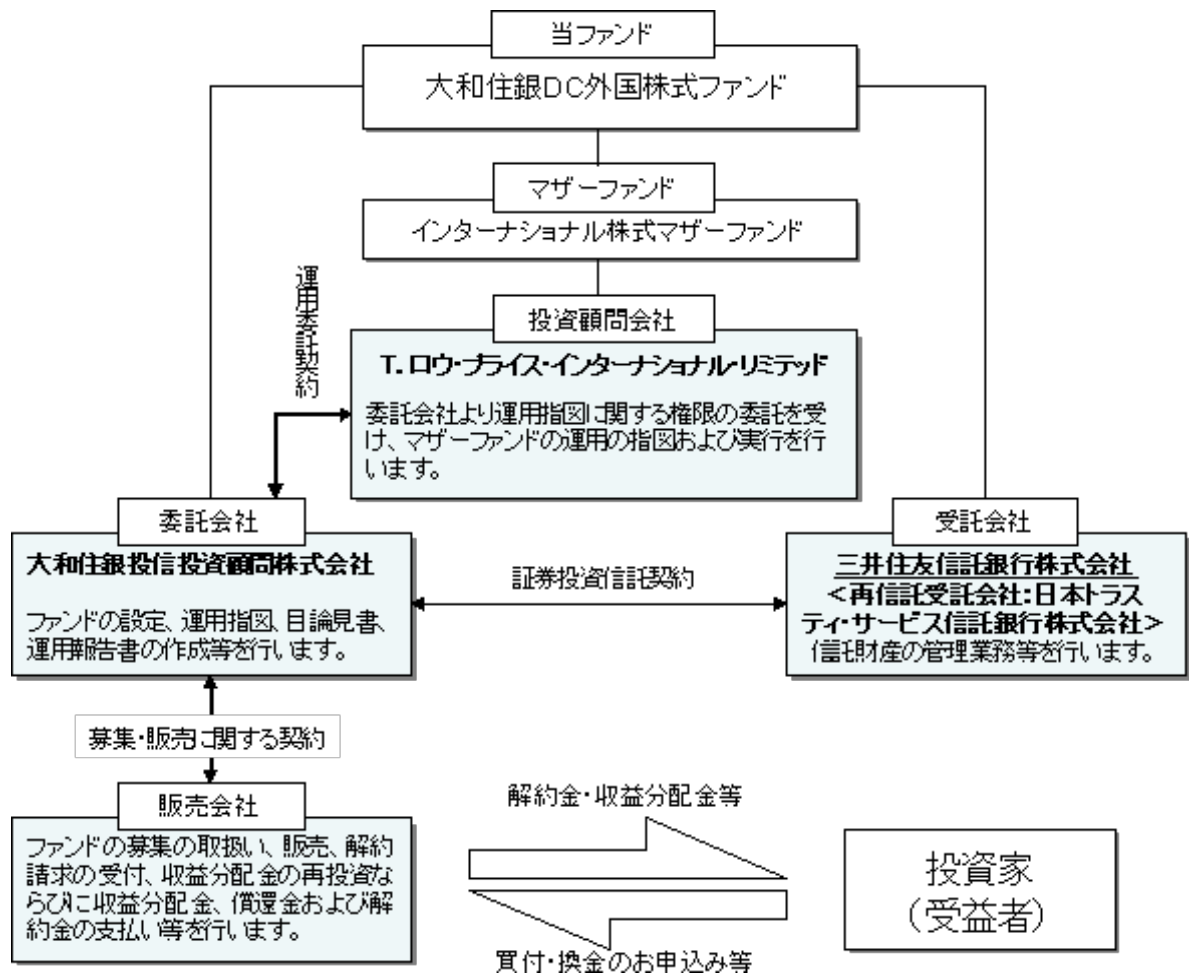 当ファンド
大和住銀DC外国株式ファンド
マザーファンド
インターナショナル株式マザーファンド
運用委託契約
投資顧問会社
T.ロウ・プライス・インターナショナル・リミテッド
委託会社より運用指図に関する権限の委託を受
け、マザーファンドの運用の指図および実行を行
います。
委託会社
大和住銀投信投資顧問株式会社
ファンドの設定、運用指図、目論見書、
運用報告書の作成等を行います。
証券投資信託契約
受託会社
三井住友信託銀行株式会社
<再信託受託会社:日本トラス
ティ・サービス信託銀行株式会社>
信託財産の管理業務等を行います。
募集・販売に関する契約
販売会社
ファンドの募集の取扱い、販売、解約
請求の受付、収益分配金の再投資な
らびに収益分配金、償還金および解
約金の支払い等を行います。
解約金・収益分配金等
買付・換金のお申込み等
投資家
(受益者)